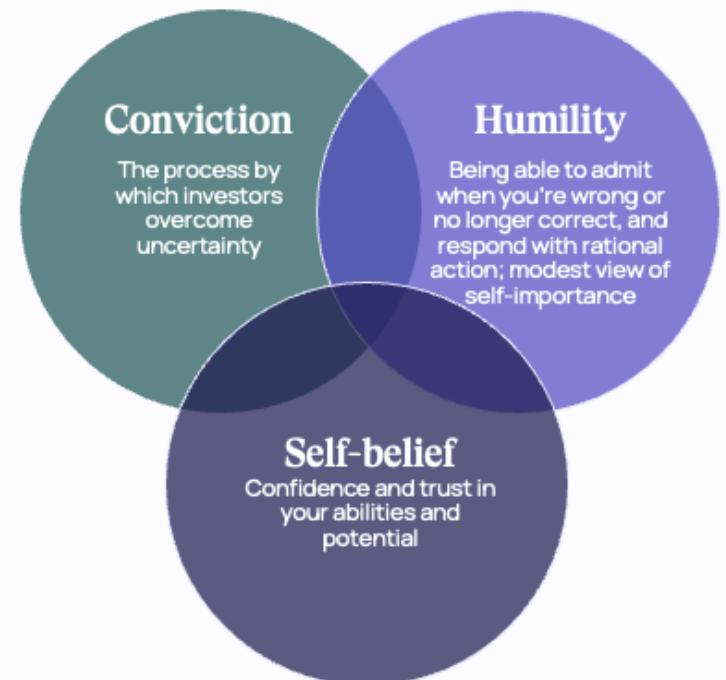 Conviction
The process by
which investors
overcome
uncertainty
Humility
Being able to admit
when you're wrong or
no longer correct, and
respond with rational
action; modest view of
self-importance
Self-belief
Confidence and trust in
your abilities and
potential